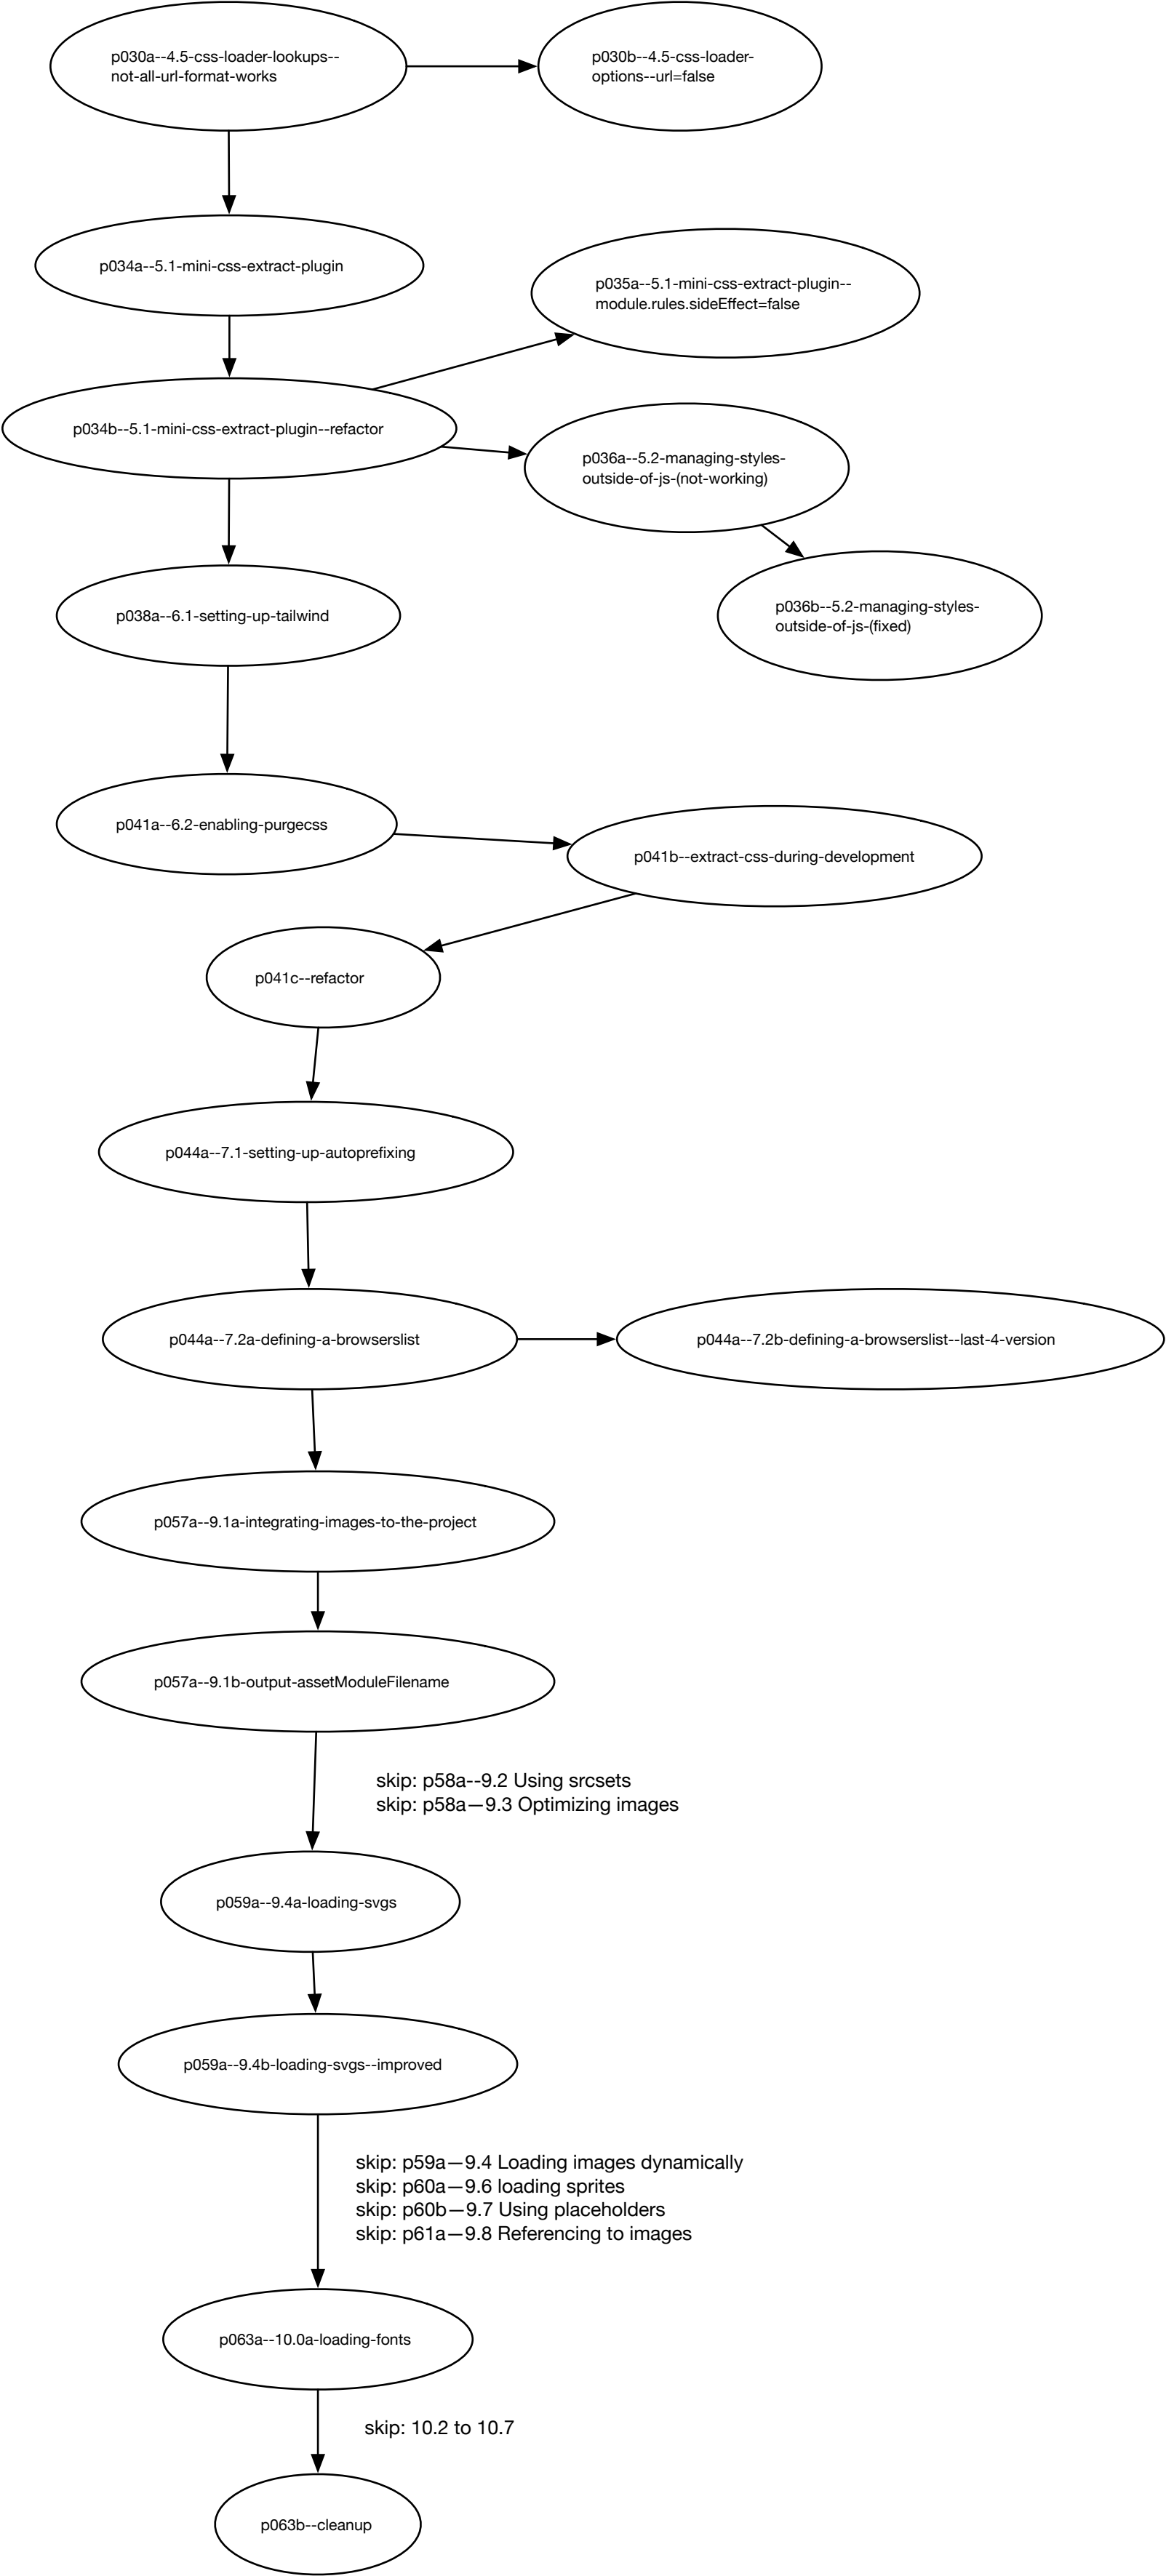 p030a--4.5-css-loader-lookups--
not-all-url-format-works
p030b--4.5-css-loader-
options--url=false
p034a--5.1-mini-css-extract-plugin
p035a--5.1-mini-css-extract-plugin--
module.rules.sideEffect=false
p034b--5.1-mini-css-extract-plugin--refactor
p036a--5.2-managing-styles-
outside-of-js-(not-working)
p036b--5.2-managing-styles-
outside-of-js-(fixed)
p038a--6.1-setting-up-tailwind
p041a--6.2-enabling-purgecss
p041b--extract-css-during-development
p041c--refactor
p044a--7.1-setting-up-autoprefixing
p044a--7.2a-defining-a-browserslist
p044a--7.2b-defining-a-browserslist--last-4-version
p057a--9.1a-integrating-images-to-the-project
p057a--9.1b-output-assetModuleFilename
skip: p58a--9.2 Using srcsets
skip: p58a—9.3 Optimizing images
p059a--9.4a-loading-svgs
p059a--9.4b-loading-svgs--improved
skip: p59a—9.4 Loading images dynamically
skip: p60a—9.6 loading sprites
skip: p60b—9.7 Using placeholders
skip: p61a—9.8 Referencing to images
p063a--10.0a-loading-fonts
skip: 10.2 to 10.7
p063b--cleanup